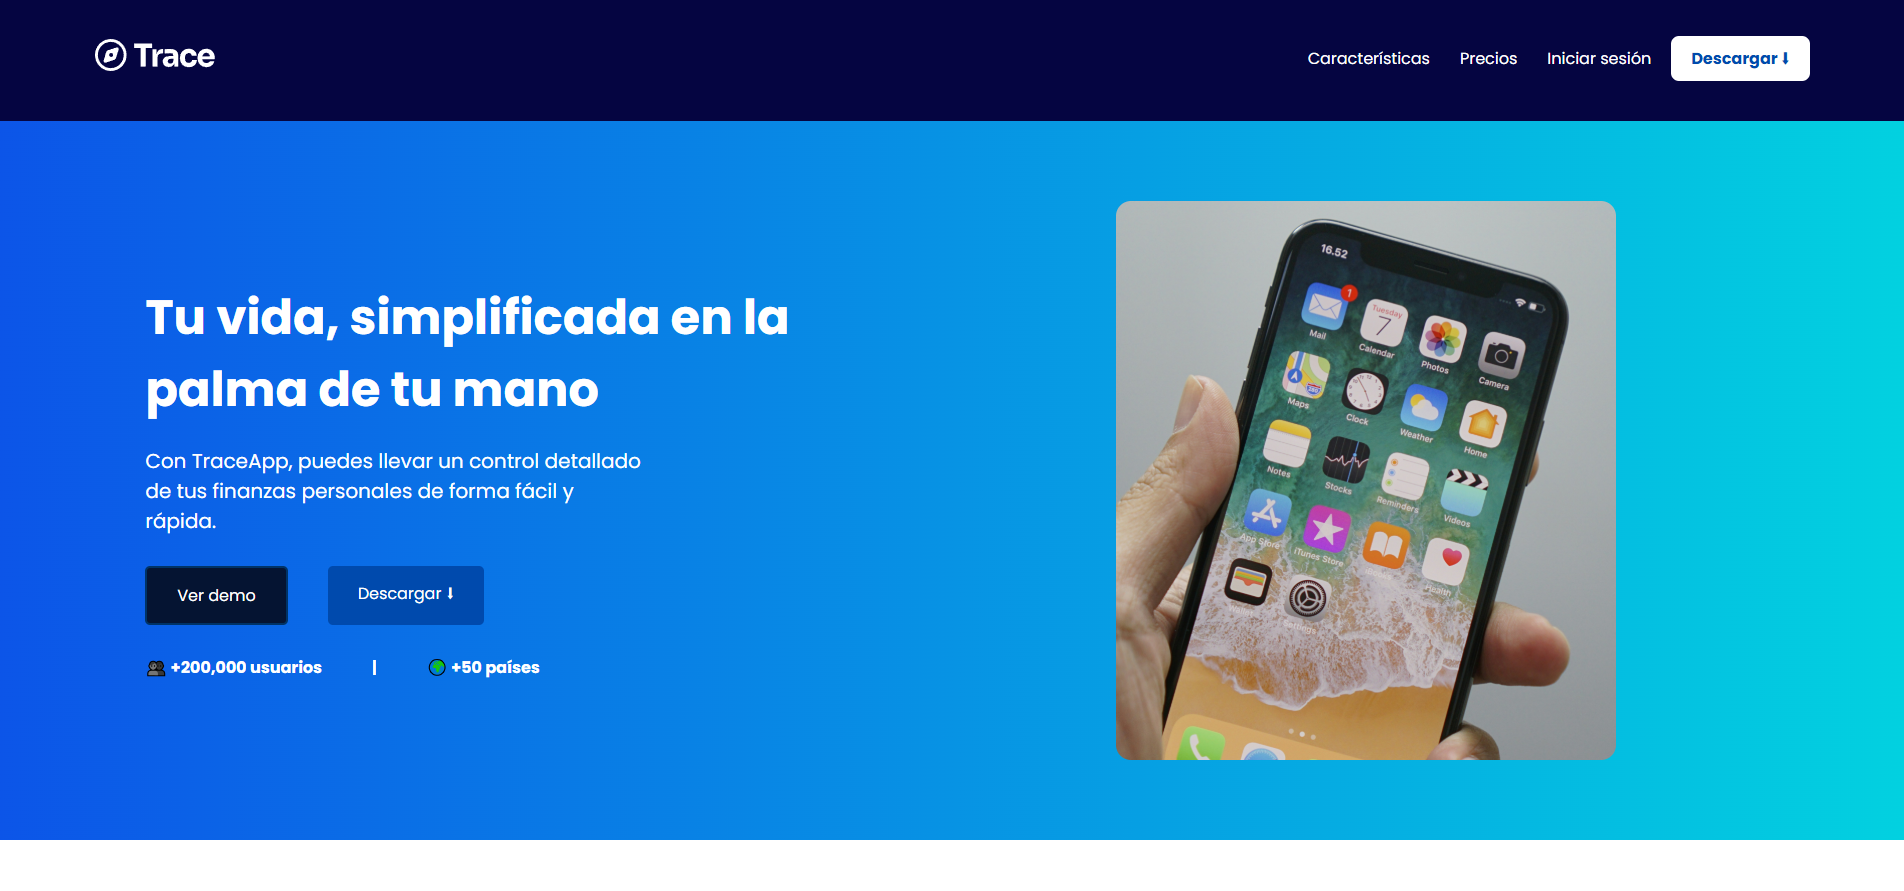 Trace
Características Precios Iniciar sesión Descargar ⬇
Tu vida, simplificada en la
palma de tu mano
Con TraceApp, puedes llevar un control detallado
de tus finanzas personales de forma fácil y
rápida.
Ver demo Descargar ⬇
+200,000 usuarios | +50 países
16.52
1
Tuesday
7
Mail Calendar Photos Camera
Maps Clock Weather Home
Notes Stocks Reminders Videos
App Store iTunes Store Health
Settings